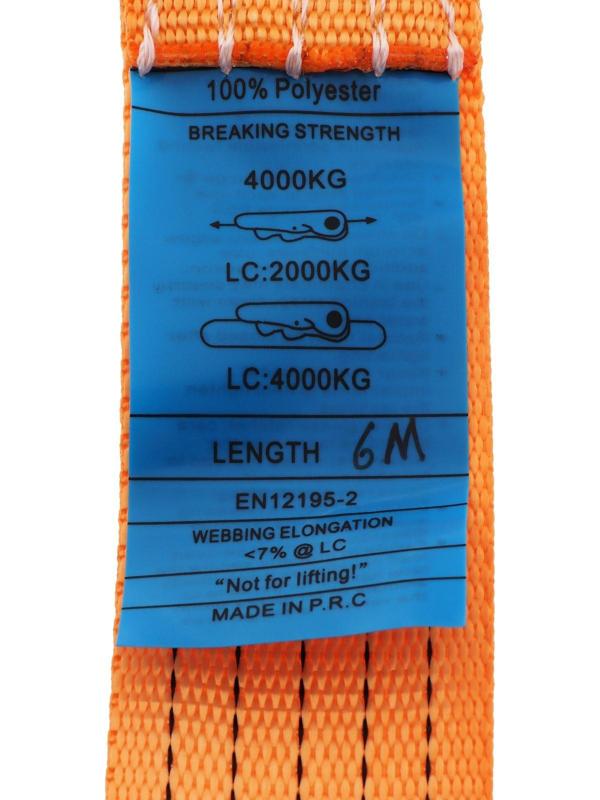 100% Polyester
BREAKING STRENGTH
4000KG
LC:2000KG
LC:4000KG
LENGTH 6M
EN12195-2
WEBBING ELONGATION
<7% @ LC
“Not for lifting!”
MADE IN P.R.C